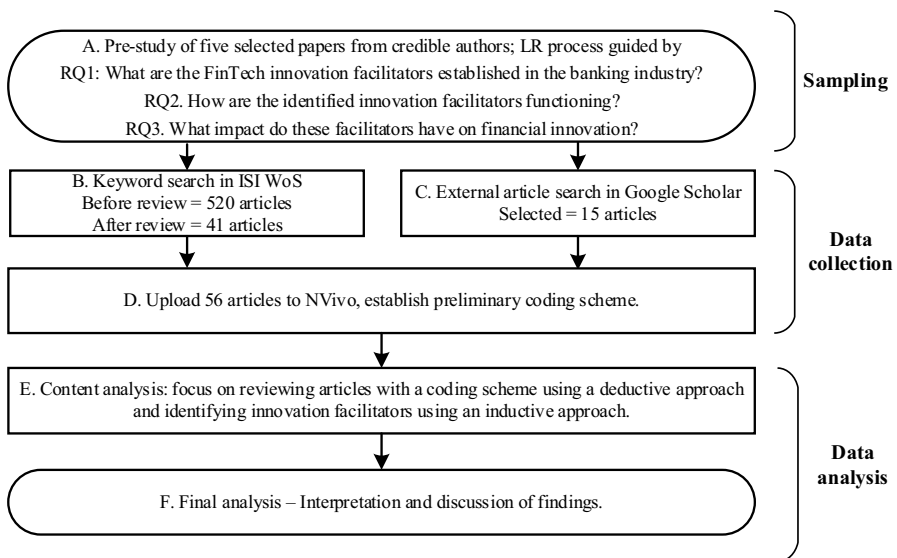 A. Pre-study of five selected papers from credible authors; LR process guided by
RQ1: What are the FinTech innovation facilitators established in the banking industry?
RQ2. How are the identified innovation facilitators functioning?
RQ3. What impact do these facilitators have on financial innovation?
Sampling
B. Keyword search in ISI WoS
Before review = 520 articles
After review = 41 articles
C. External article search in Google Scholar
Selected = 15 articles
Data
collection
D. Upload 56 articles to NVivo, establish preliminary coding scheme.
E. Content analysis: focus on reviewing articles with a coding scheme using a deductive approach
and identifying innovation facilitators using an inductive approach.
Data
analysis
F. Final analysis – Interpretation and discussion of findings.